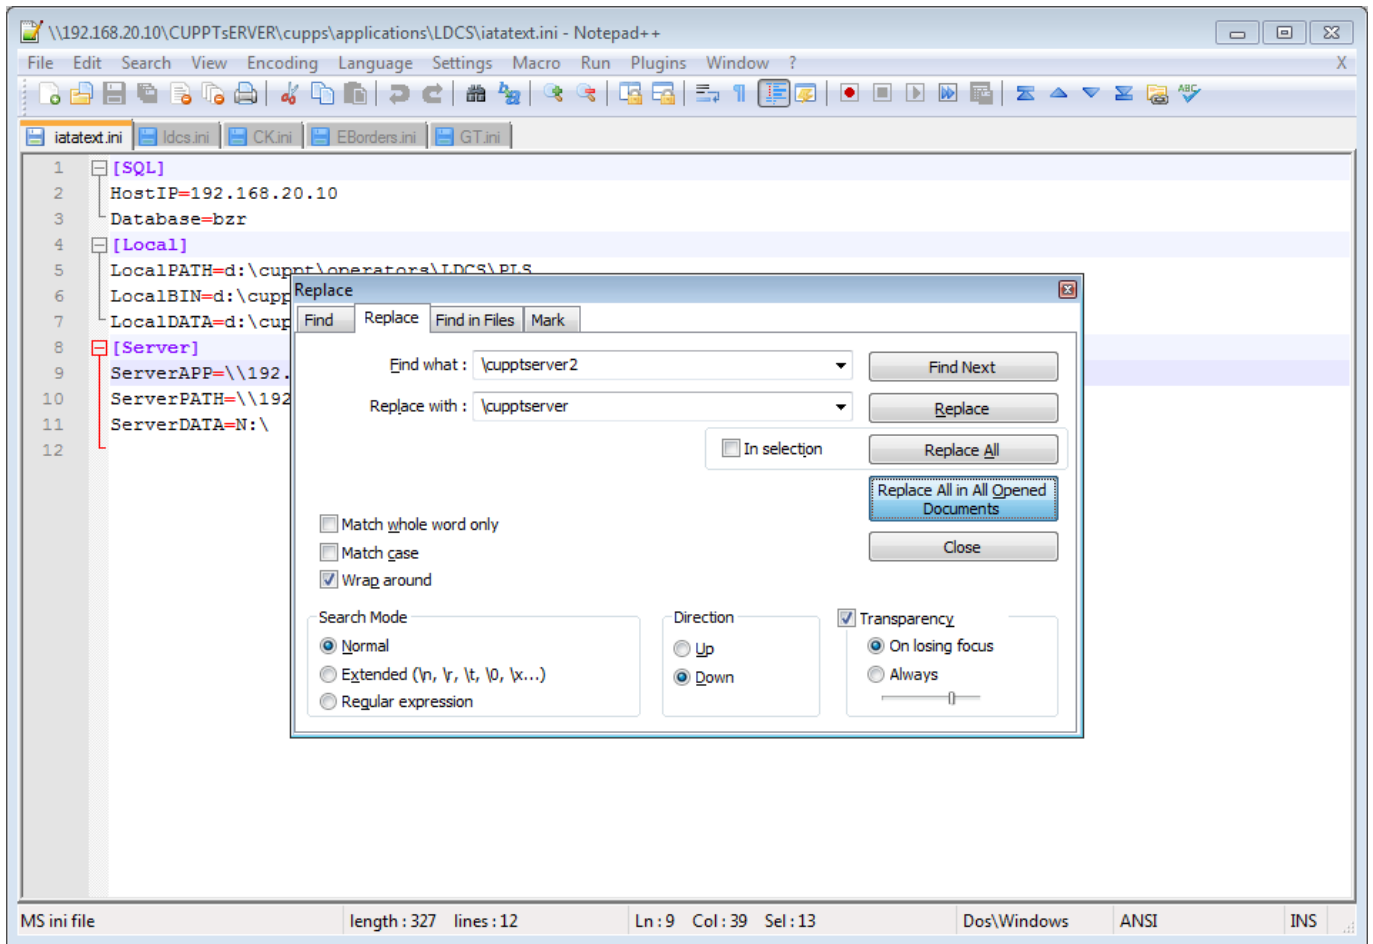 \\192.168.20.10\CUPPTsERVER\cupps\applications\LDCS\iatatext.ini - Notepad++
File Edit Search View Encoding Language Settings Macro Run Plugins Window ? X
ABC
iatatext.ini ldcs.ini CK.ini EBorders.ini GT.ini
1 [SQL]
2 HostIP=192.168.20.10
3 Database=bzr
4 [Local]
5 LocalPATH=d:\cuppt\operators\LDCS\PLS
6 LocalBIN=d:\cupp
7 LocalDATA=d:\cup
8 [Server]
9 ServerAPP=\\192.
10 ServerPATH=\\192
11 ServerDATA=N:\
12
Replace
Find Replace Find in Files Mark
Find what : \cupptserver2 Find Next
Replace with : \cupptserver Replace
In selection Replace All
Replace All in All Opened
Documents
Match whole word only
Close
Match case
Wrap around
Search Mode Direction Transparency
Normal Up On losing focus
Extended (\n, \r, \t, \0, \x...) Down Always
Regular expression
MS ini file length : 327 lines : 12 Ln : 9 Col : 39 Sel : 13 Dos\Windows ANSI INS